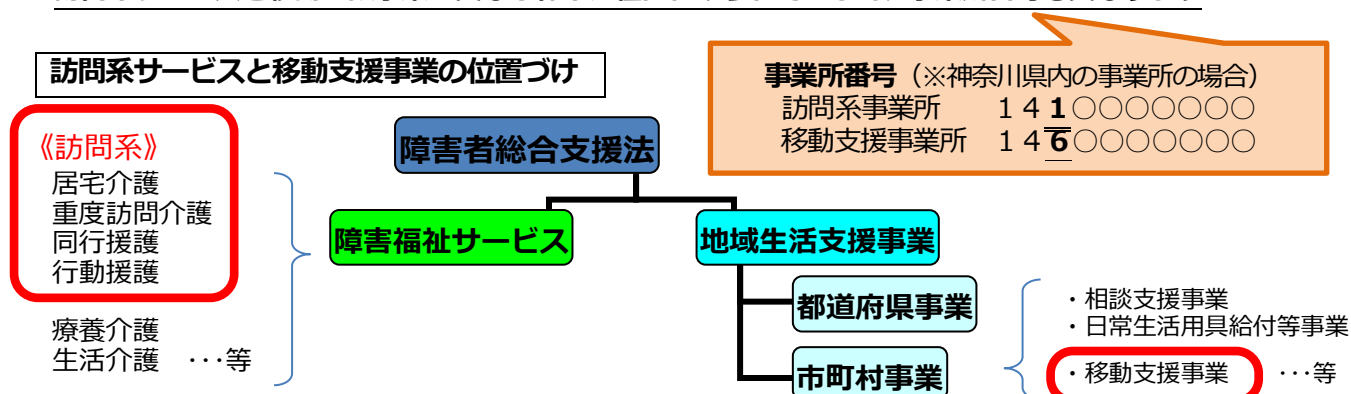 訪問系サービスと移動支援事業の位置づけ
事業所番号（※神奈川県内の事業所の場合）
訪問系事業所　１４１○○○○○○○
移動支援事業所　１４６○○○○○○○
《訪問系》
居宅介護
重度訪問介護
同行援護
行動援護
療養介護
生活介護　･･･等
障害者総合支援法
障害福祉サービス
地域生活支援事業
都道府県事業
市町村事業
・相談支援事業
・日常生活用具給付等事業
・移動支援事業　･･･等